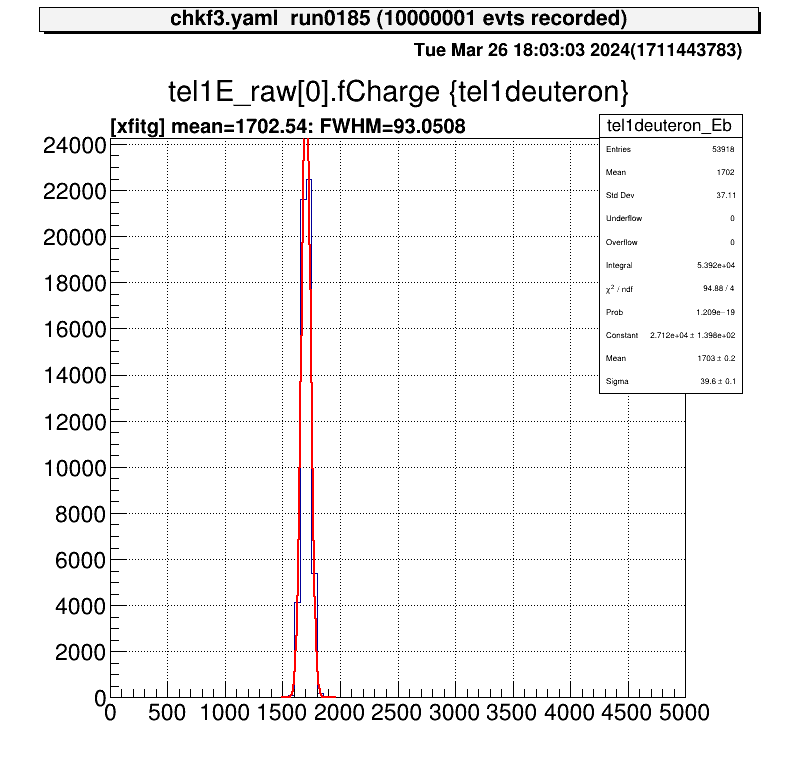 chkf3.yaml  run0185 (10000001 evts recorded)
Tue Mar 26 18:03:03 2024(1711443783)
tel1E_raw[0].fCharge {tel1deuteron}
[xfitg] mean=1702.54: FWHM=93.0508
tel1deuteron_Eb
Entries 53918
Mean 1702
Std Dev 37.11
Underflow 0
Overflow 0
Integral 5.392e+04
χ² / ndf 94.88 / 4
Prob 1.209e−19
Constant 2.712e+04 ± 1.398e+02
Mean 1703 ± 0.2
Sigma 39.6 ± 0.1
24000
22000
20000
18000
16000
14000
12000
10000
8000
6000
4000
2000
0
0 500 1000 1500 2000 2500 3000 3500 4000 4500 5000